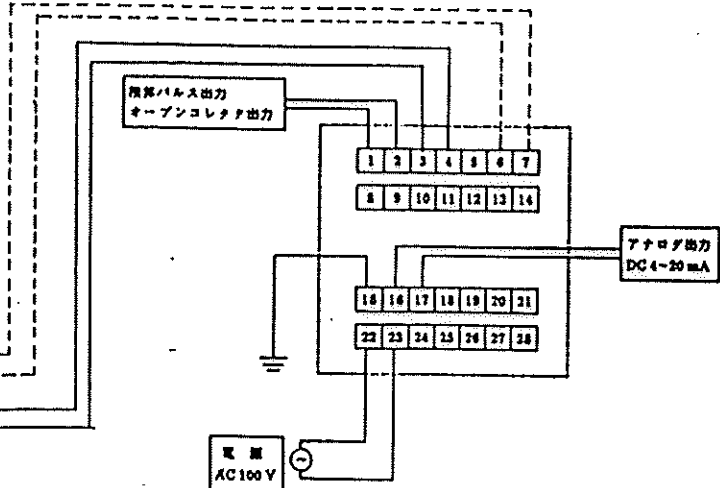 積算パルス出力
オープンコレクタ出力
1 2 3 4 5 6 7
8 9 10 11 12 13 14
アナログ出力
DC 4~20 mA
15 16 17 18 19 20 21
22 23 24 25 26 27 28
電源
AC 100 V
~